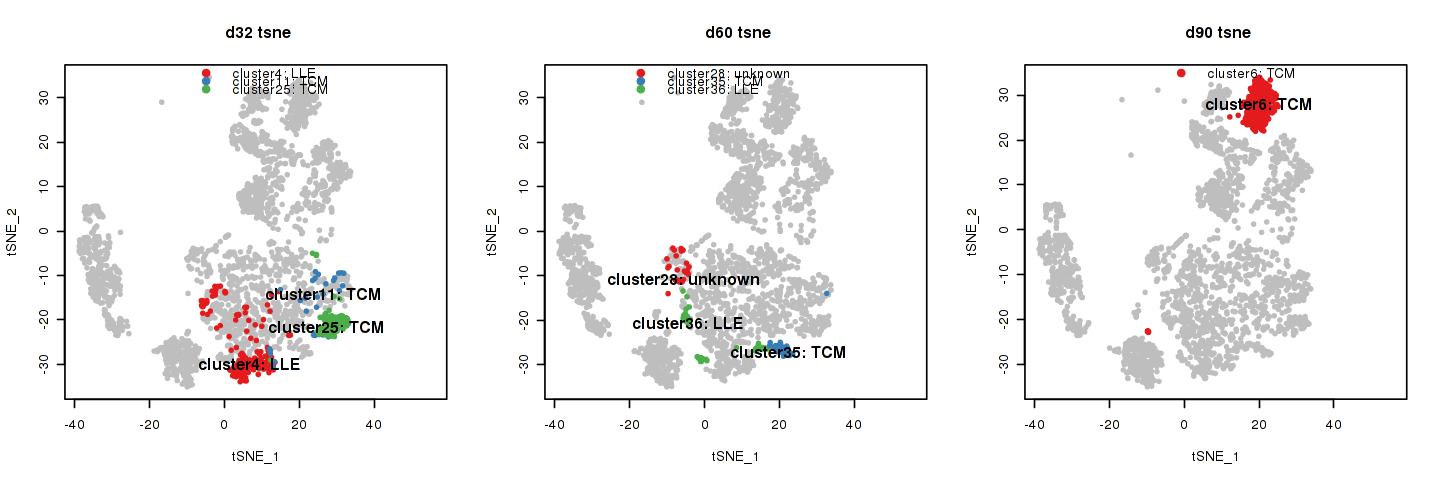 d32 tsne
cluster4: LLE
cluster11: TCM
cluster25: TCM
30
20
10
0
-10
-20
-30
tSNE_2
cluster11: TCM
cluster25: TCM
cluster4: LLE
-40 -20 0 20 40
tSNE_1
d60 tsne
cluster28: unknown
cluster35: TCM
cluster36: LLE
30
20
10
0
-10
-20
-30
tSNE_2
cluster28: unknown
cluster36: LLE
cluster35: TCM
-40 -20 0 20 40
tSNE_1
d90 tsne
cluster6: TCM
30
20
10
0
-10
-20
-30
tSNE_2
cluster6: TCM
-40 -20 0 20 40
tSNE_1